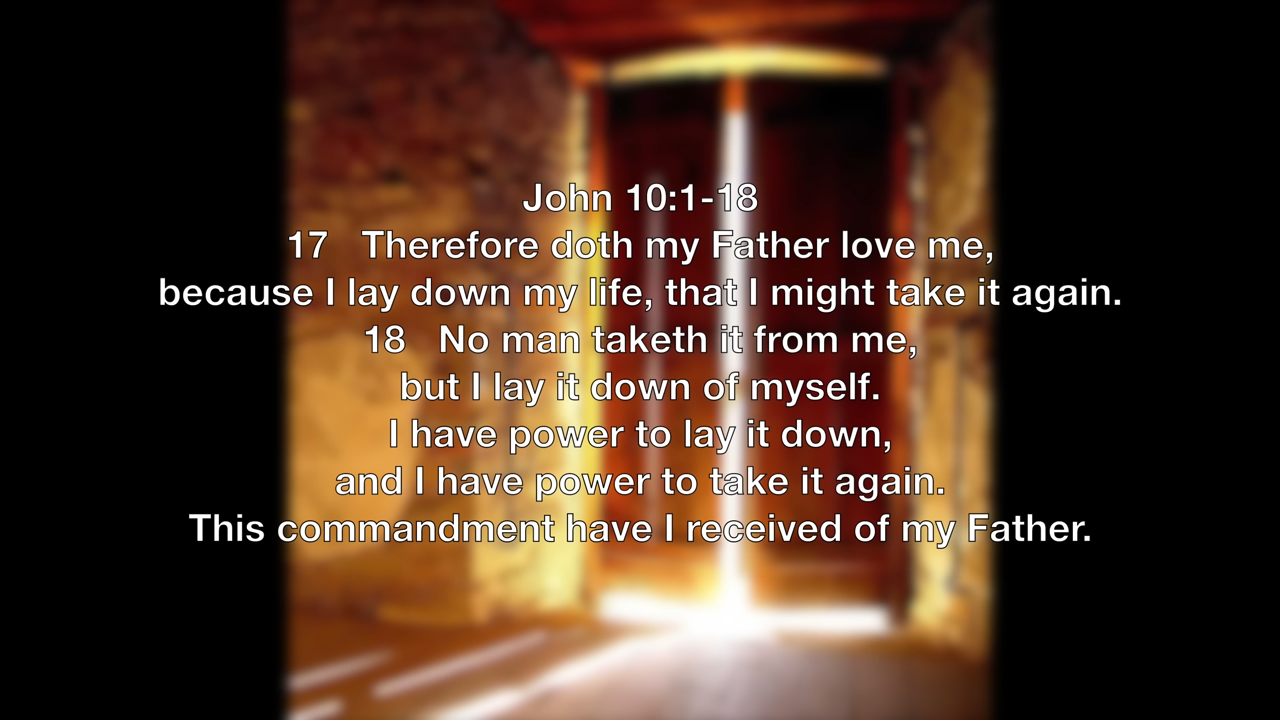 John 10:1-18
17 Therefore doth my Father love me,
because I lay down my life, that I might take it again.
18 No man taketh it from me,
but I lay it down of myself.
I have power to lay it down,
and I have power to take it again.
This commandment have I received of my Father.